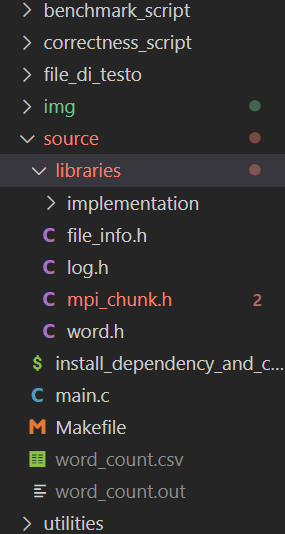 benchmark_script
correctness_script
file_di_testo
img
source
libraries
implementation
file_info.h
log.h
mpi_chunk.h 2
word.h
install_dependency_and_c...
main.c
Makefile
word_count.csv
word_count.out
utilities